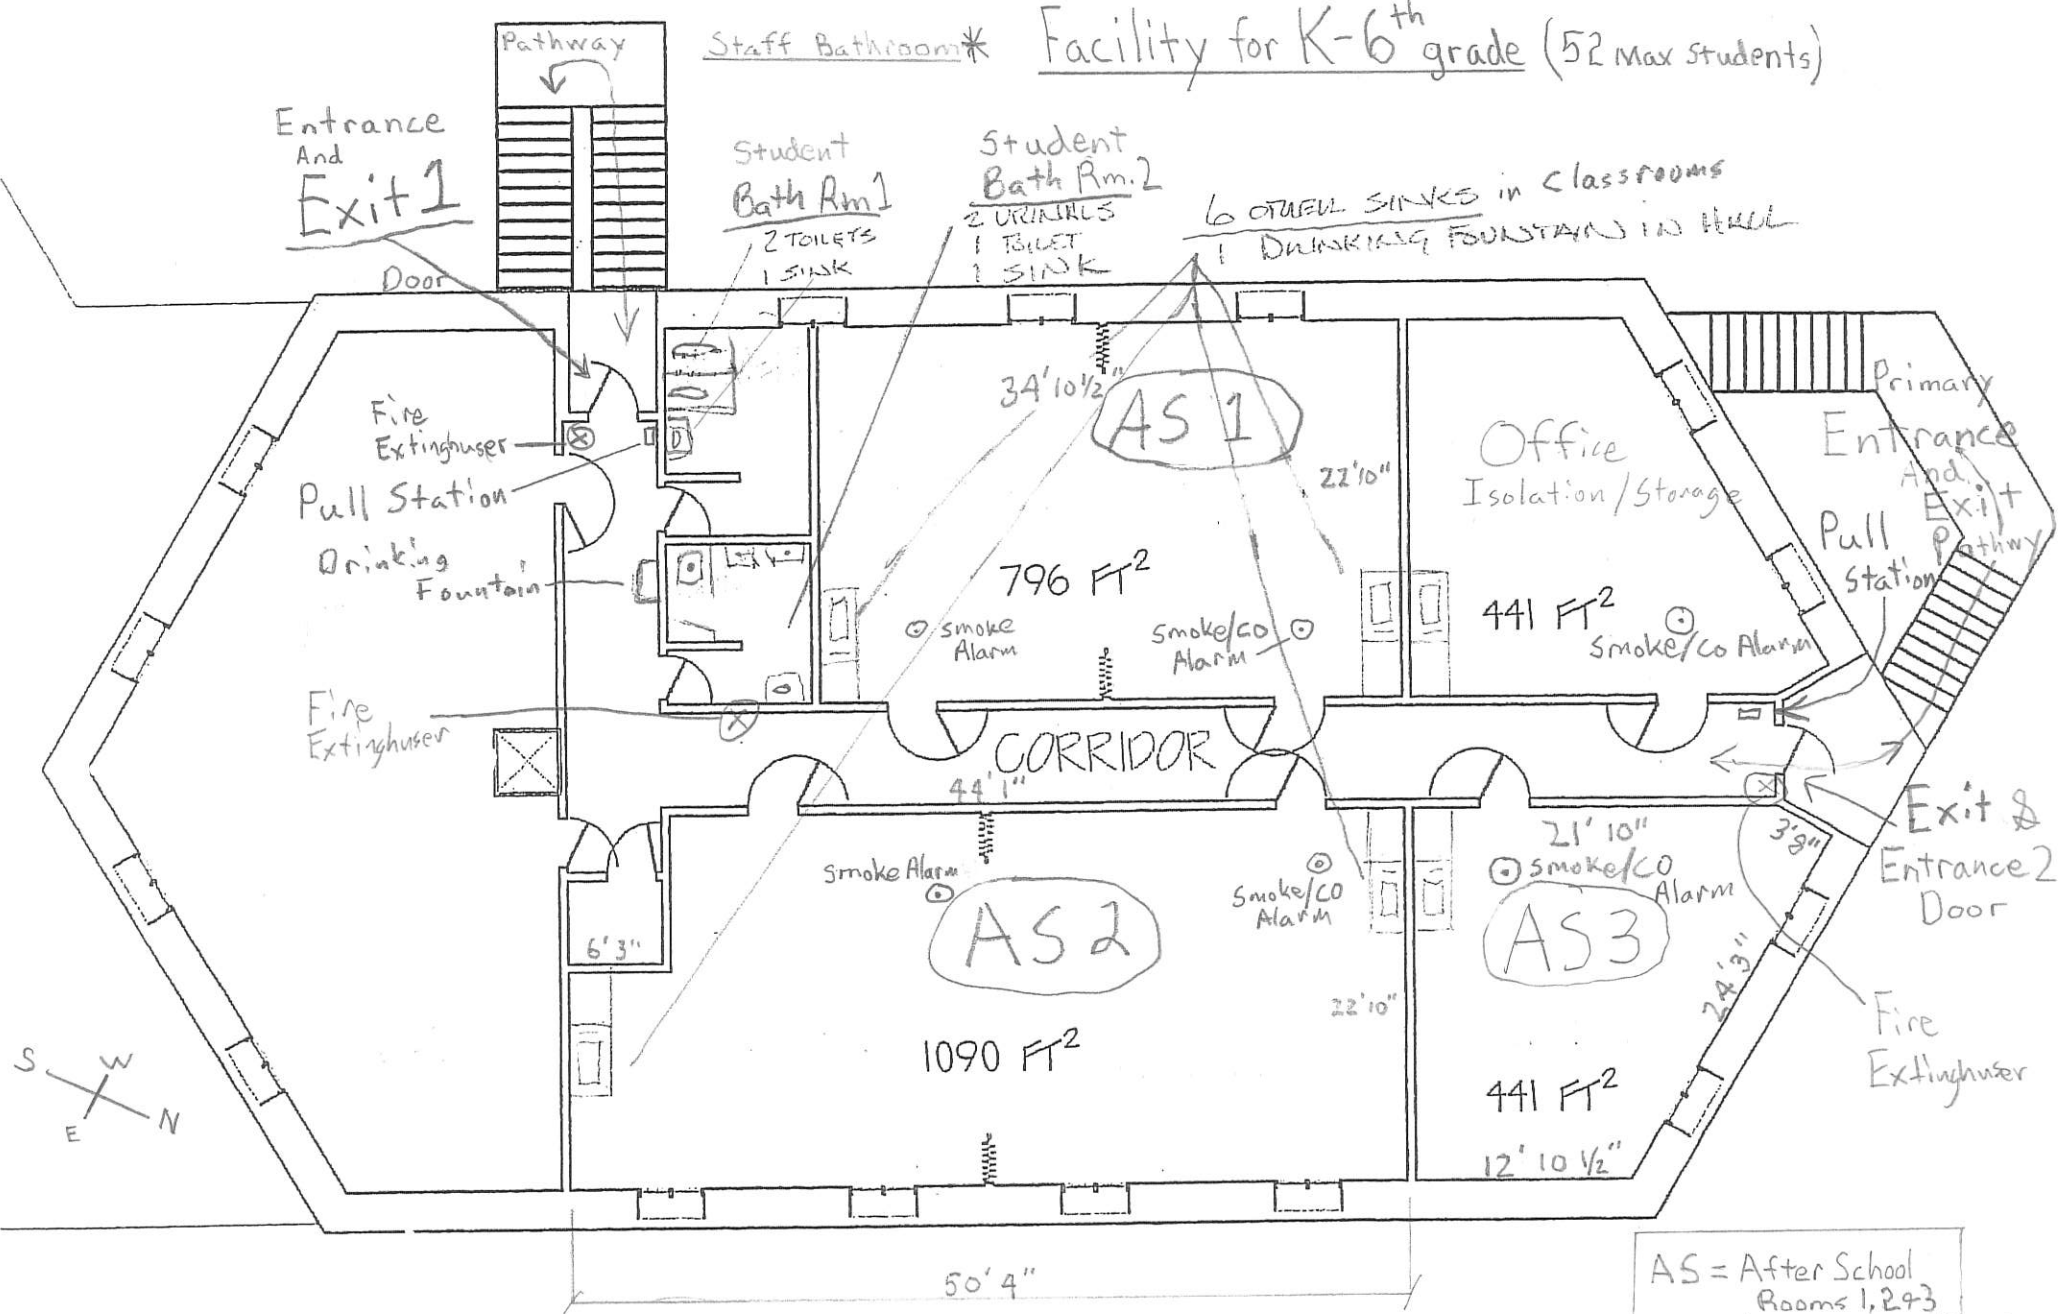 Pathway
Staff Bathroom*
Facility for K-6th grade (52 Max Students)
Entrance
And
Exit 1
Door
Student
Bath Rm 1
2 TOILETS
1 SINK
Student
Bath Rm. 2
2 URINALS
1 TOILET
1 SINK
6 OTHER SINKS in Classrooms
1 DRINKING FOUNTAIN IN HALL
Fire
Extinghuser
Pull Station
Drinking
Fountain
Fire
Extinghuser
34' 10 1/2"
AS 1
22' 10"
796 FT2
Smoke
Alarm
Smoke/CO
Alarm
Office
Isolation/Storage
441 FT2
Smoke/CO Alarm
Primary
Entrance
And
Exit
Pathwy
Pull
Station
CORRIDOR
44' 1"
Exit &
Entrance 2
Door
6' 3"
Smoke Alarm
AS 2
Smoke/CO
Alarm
22' 10"
1090 FT2
21' 10"
3' 8"
Smoke/CO
Alarm
AS 3
24' 3"
441 FT2
12' 10 1/2"
Fire
Extinghuser
S W
E N
50' 4"
AS = After School
Rooms 1, 2 & 3